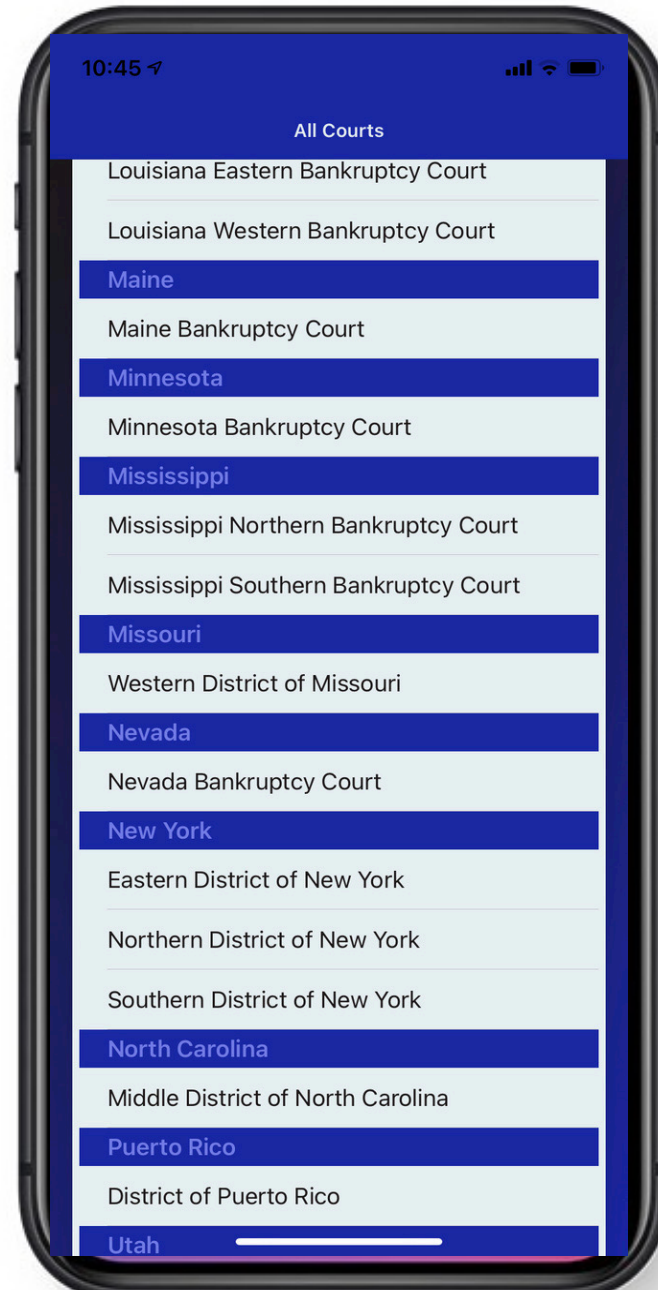 10:45
All Courts
Louisiana Eastern Bankruptcy Court
Louisiana Western Bankruptcy Court
Maine
Maine Bankruptcy Court
Minnesota
Minnesota Bankruptcy Court
Mississippi
Mississippi Northern Bankruptcy Court
Mississippi Southern Bankruptcy Court
Missouri
Western District of Missouri
Nevada
Nevada Bankruptcy Court
New York
Eastern District of New York
Northern District of New York
Southern District of New York
North Carolina
Middle District of North Carolina
Puerto Rico
District of Puerto Rico
Utah